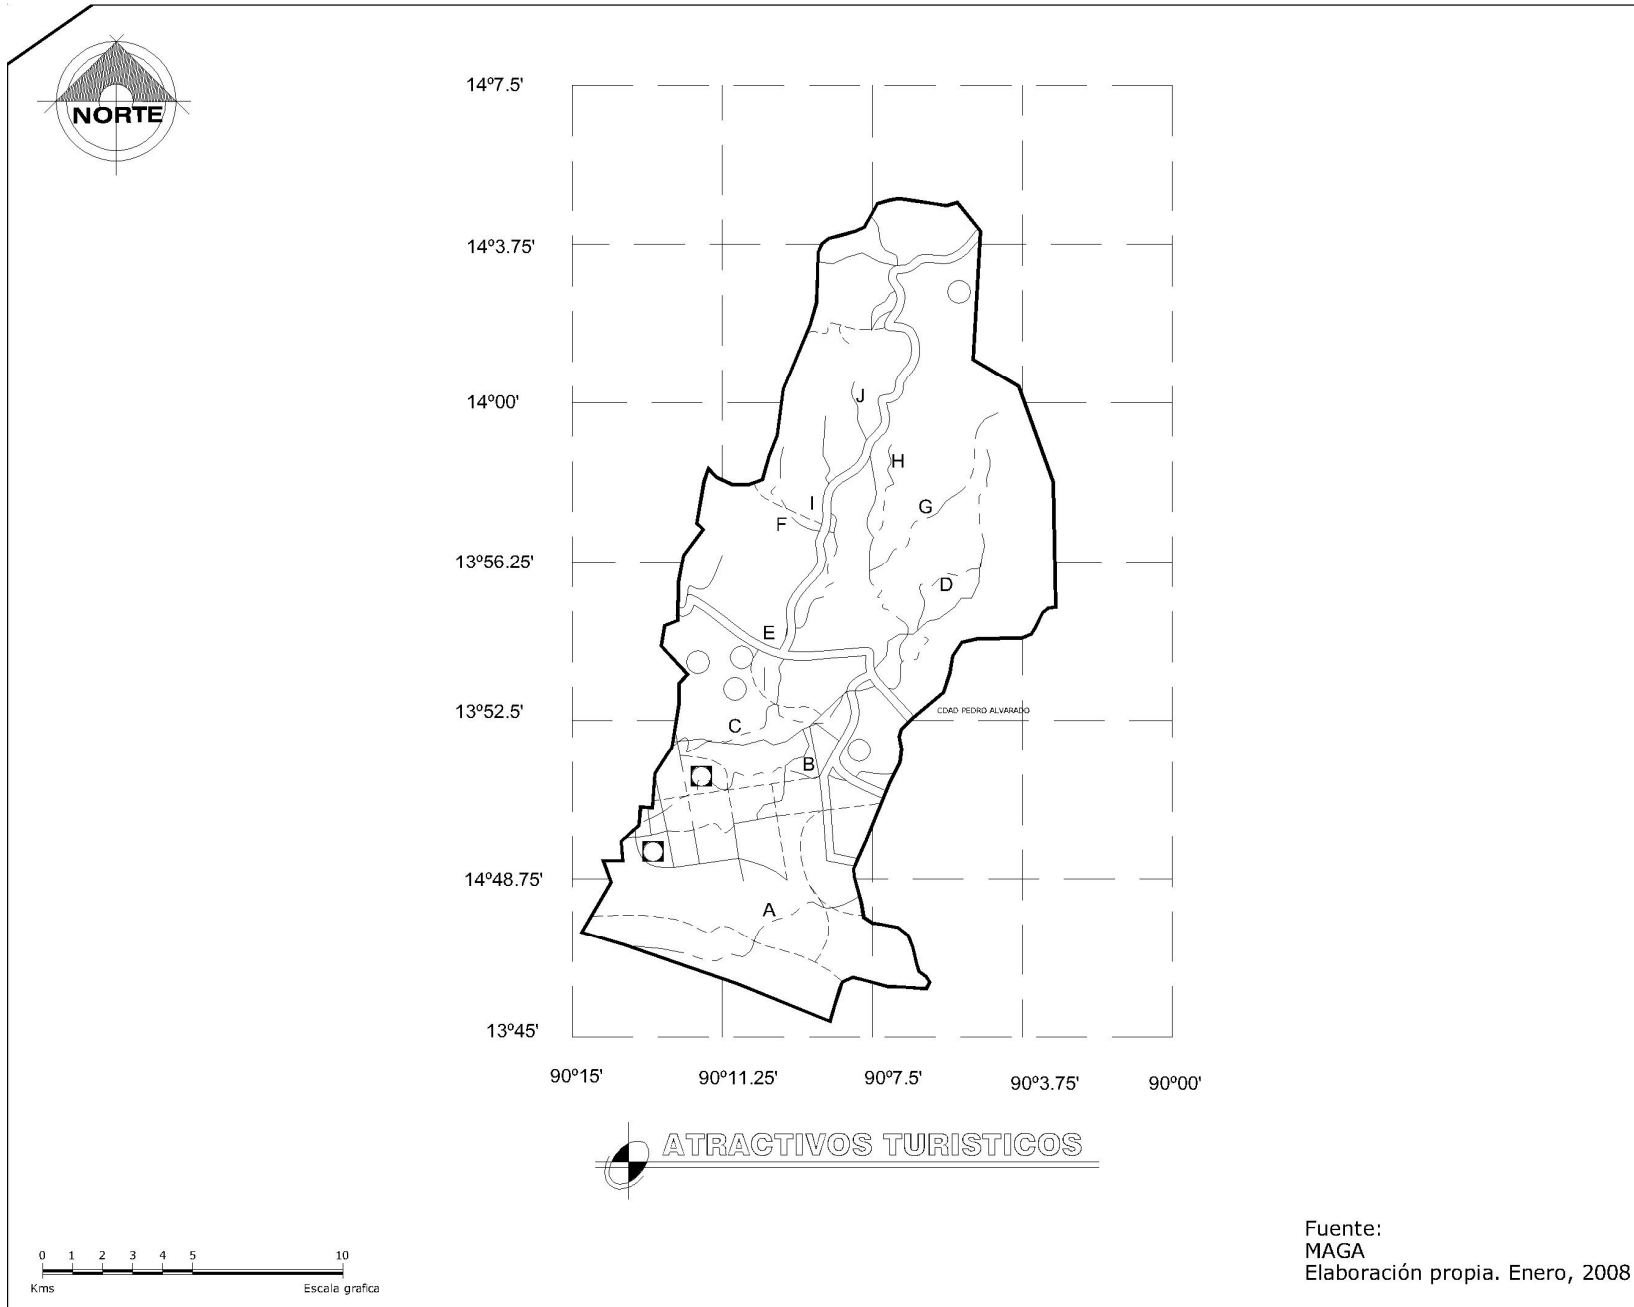 NORTE
14º7.5'
14º3.75'
J
14º00'
H
I
G
F
13º56.25'
D
E
13º52.5'
CDAD PEDRO ALVARADO
C
B
14º48.75'
A
13º45'
90º15' 90º11.25' 90º7.5' 90º3.75' 90º00'
ATRACTIVOS TURISTICOS
Fuente:
MAGA
Elaboración propia. Enero, 2008
0 1 2 3 4 5 10
Kms Escala grafica